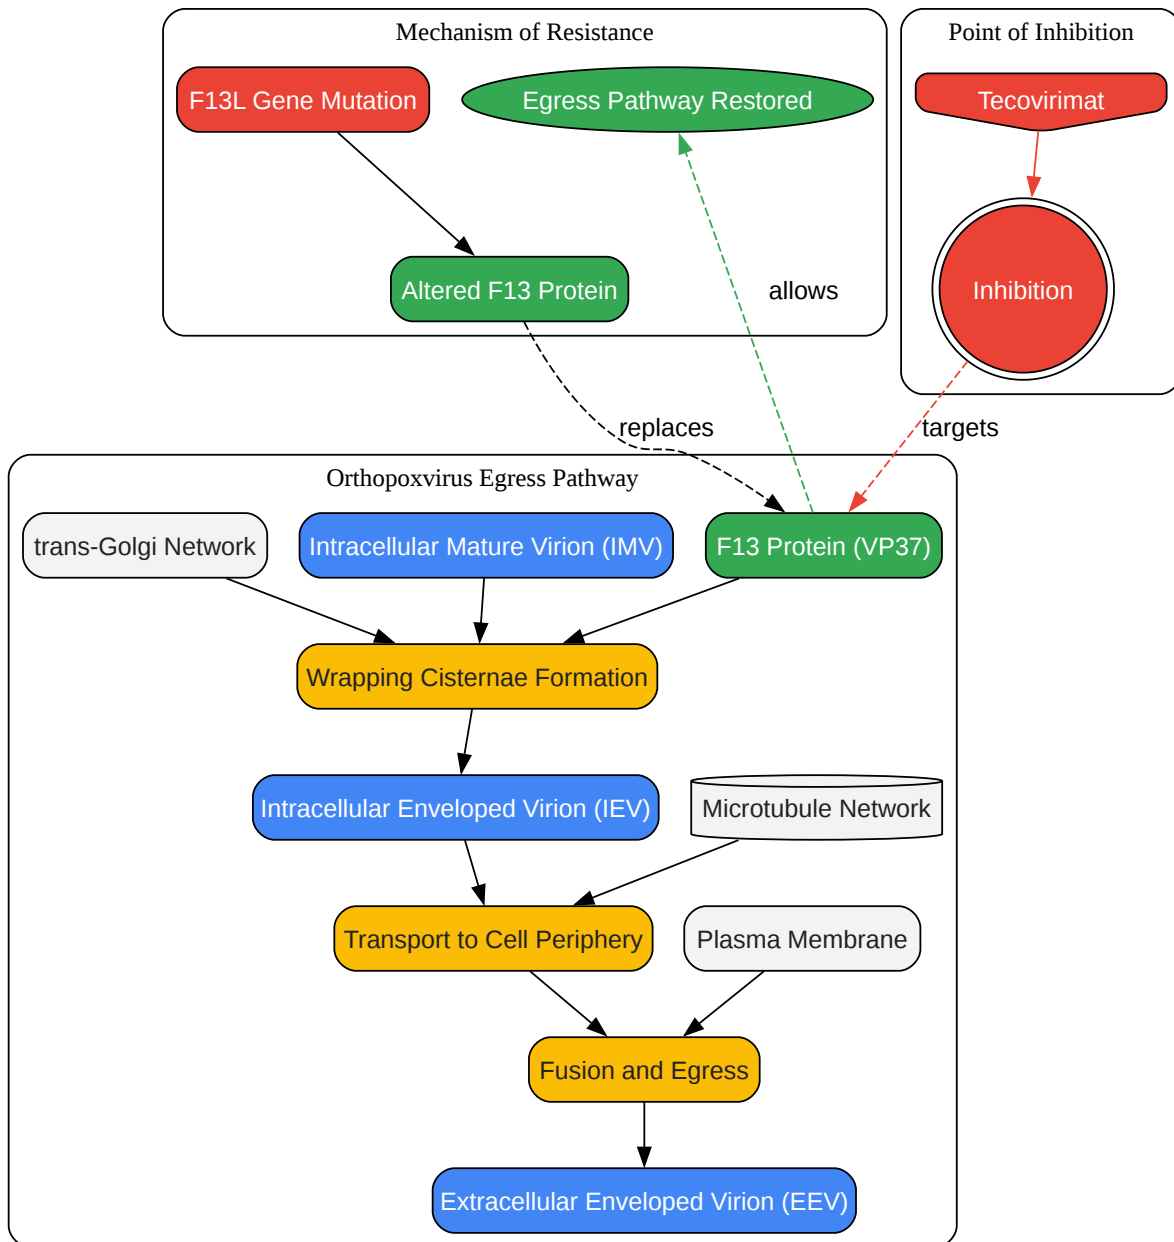 Mechanism of Resistance
Point of Inhibition
F13L Gene Mutation
Egress Pathway Restored
Tecovirimat
Altered F13 Protein
allows
Inhibition
replaces
targets
Orthopoxvirus Egress Pathway
trans-Golgi Network
Intracellular Mature Virion (IMV)
F13 Protein (VP37)
Wrapping Cisternae Formation
Intracellular Enveloped Virion (IEV)
Microtubule Network
Transport to Cell Periphery
Plasma Membrane
Fusion and Egress
Extracellular Enveloped Virion (EEV)